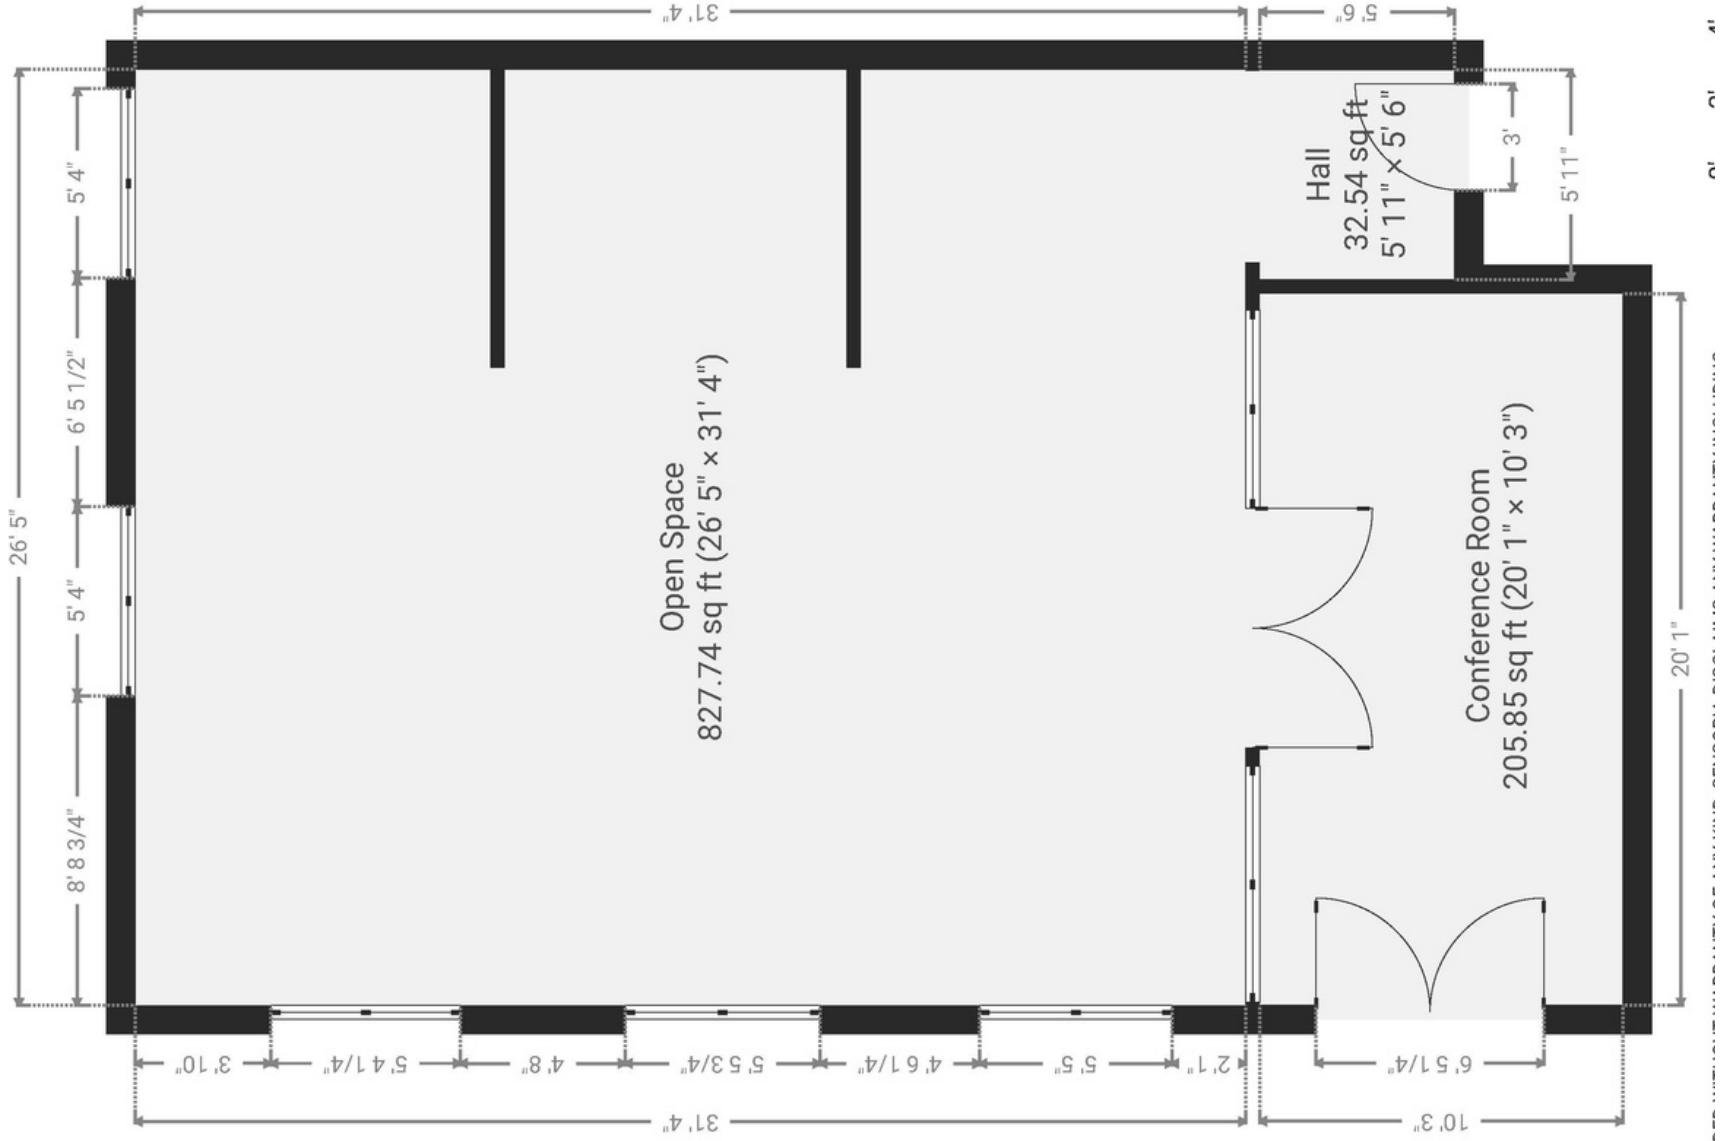 31' 4"
5' 6"
26' 5"
5' 4"
6' 5 1/2"
5' 4"
8' 8 3/4"
Open Space
827.74 sq ft (26' 5" × 31' 4")
Hall
32.54 sq ft
5' 11" × 5' 6"
3'
5' 11"
Conference Room
205.85 sq ft (20' 1" × 10' 3")
20' 1"
3' 10"
5' 4 1/4"
4' 8"
5' 5 3/4"
4' 6 1/4"
5' 5"
2' 1"
6' 5 1/4"
31' 4"
10' 3"
4'